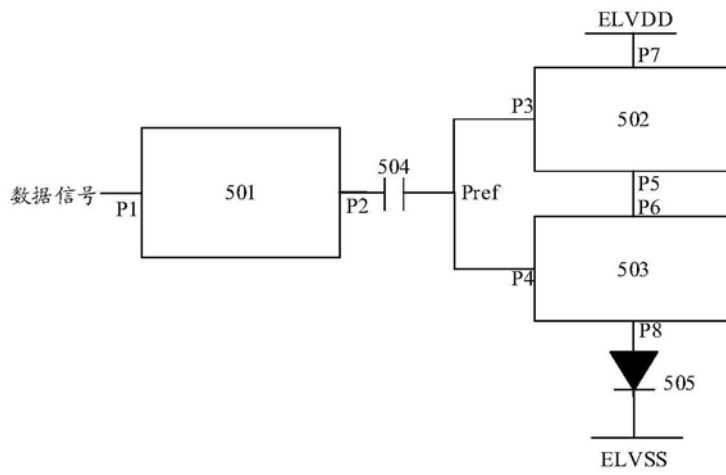 ELVDD
P7
P3
502
504
501
数据信号
P1
P2
Pref
P5
P6
P4
503
P8
505
ELVSS